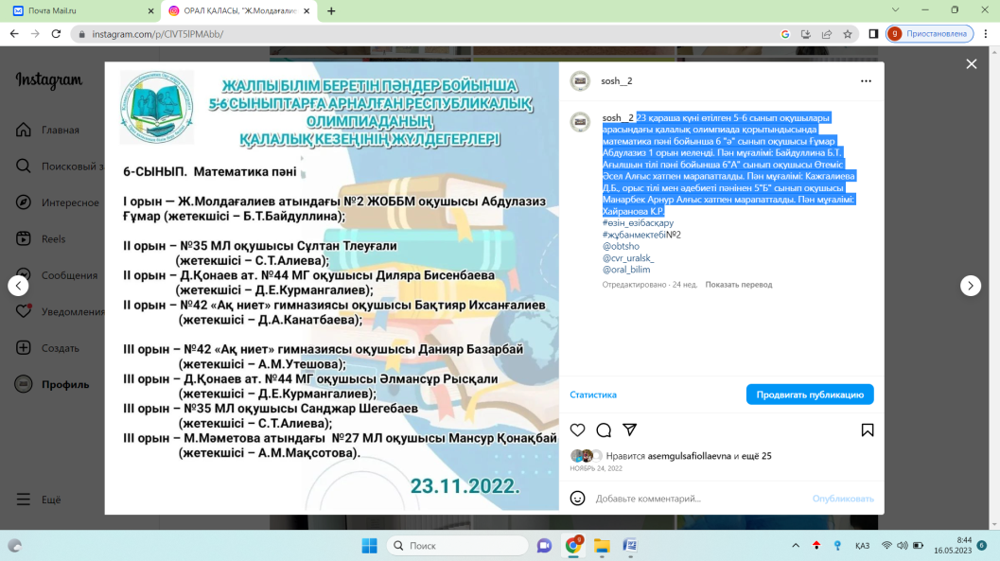 Почта Mail.ru
ОРАЛ ҚАЛАСЫ, "Ж.Молдағалие
instagram.com/p/ClVT5IPMAbb/
Приостановлена
Instagram
Главная
Поисковый з
Интересное
Reels
Сообщения
Уведомления
Создать
Профиль
Ещё
ЖАЛПЫ БІЛІМ БЕРЕТІН ПӘНДЕР БОЙЫНША
5-6 СЫНЫПТАРҒА АРНАЛҒАН РЕСПУБЛИКАЛЫҚ
ОЛИМПИАДАНЫҢ
ҚАЛАЛЫҚ КЕЗЕҢІНІҢ ЖҮЛДЕГЕРЛЕРІ
6-СЫНЫП. Математика пәні
І орын – Ж.Молдағалиев атындағы №2 ЖОББМ оқушысы Абдулазиз
Ғұмар (жетекшісі – Б.Т.Байдуллина);
ІІ орын – №35 МЛ оқушысы Сұлтан Тлеуғали
(жетекшісі – С.Т.Алиева);
ІІ орын – Д.Қонаев ат. №44 МГ оқушысы Диляра Бисенбаева
(жетекшісі – Д.Е.Курмангалиев);
ІІ орын – №42 «Ақ ниет» гимназиясы оқушысы Бақтияр Ихсанғалиев
(жетекшісі – Д.А.Канатбаева);
ІІІ орын – №42 «Ақ ниет» гимназиясы оқушысы Данияр Базарбай
(жетекшісі – А.М.Утешова);
ІІІ орын – Д.Қонаев ат. №44 МГ оқушысы Әлмансұр Рысқали
(жетекшісі – Д.Е.Курмангалиев);
ІІІ орын – №35 МЛ оқушысы Санджар Шегебаев
(жетекшісі – С.Т.Алиева);
ІІІ орын – М.Мәметова атындағы №27 МЛ оқушысы Мансур Қонақбай
(жетекшісі – А.М.Мақсотова).
23.11.2022.
sosh__2
sosh__2 23 қараша күні өтілген 5-6 сынып оқушылары
арасындағы қалалық олимпиада қорытындысында
математика пәні бойынша 6 "ә" сынып оқушысы Ғұмар
Абдулазиз 1 орын иеленді. Пән мұғалімі: Байдуллина Б.Т.
Ағылшын тілі пәні бойынша 6"А" сынып оқушысы Өтеміс
Әсел Алғыс хатпен марапатталды. Пән мұғалімі: Кажгалиева
Д.Б., орыс тілі мен әдебиеті пәнінен 5"Б" сынып оқушысы
Манарбек Арнур Алғыс хатпен марапатталды. Пән мұғалімі:
Хайранова К.Р.
#өзін_өзібасқару
#жұбанмектебі№2
@obtsho
@cvr_uralsk_
@oral_bilim
Отредактировано · 24 нед. Показать перевод
Статистика
Продвигать публикацию
Нравится asemgulsafiollaevna и ещё 25
НОЯБРЬ 24, 2022
Добавьте комментарий...
Опубликовать
Поиск
ҚАЗ
8:44
16.05.2023